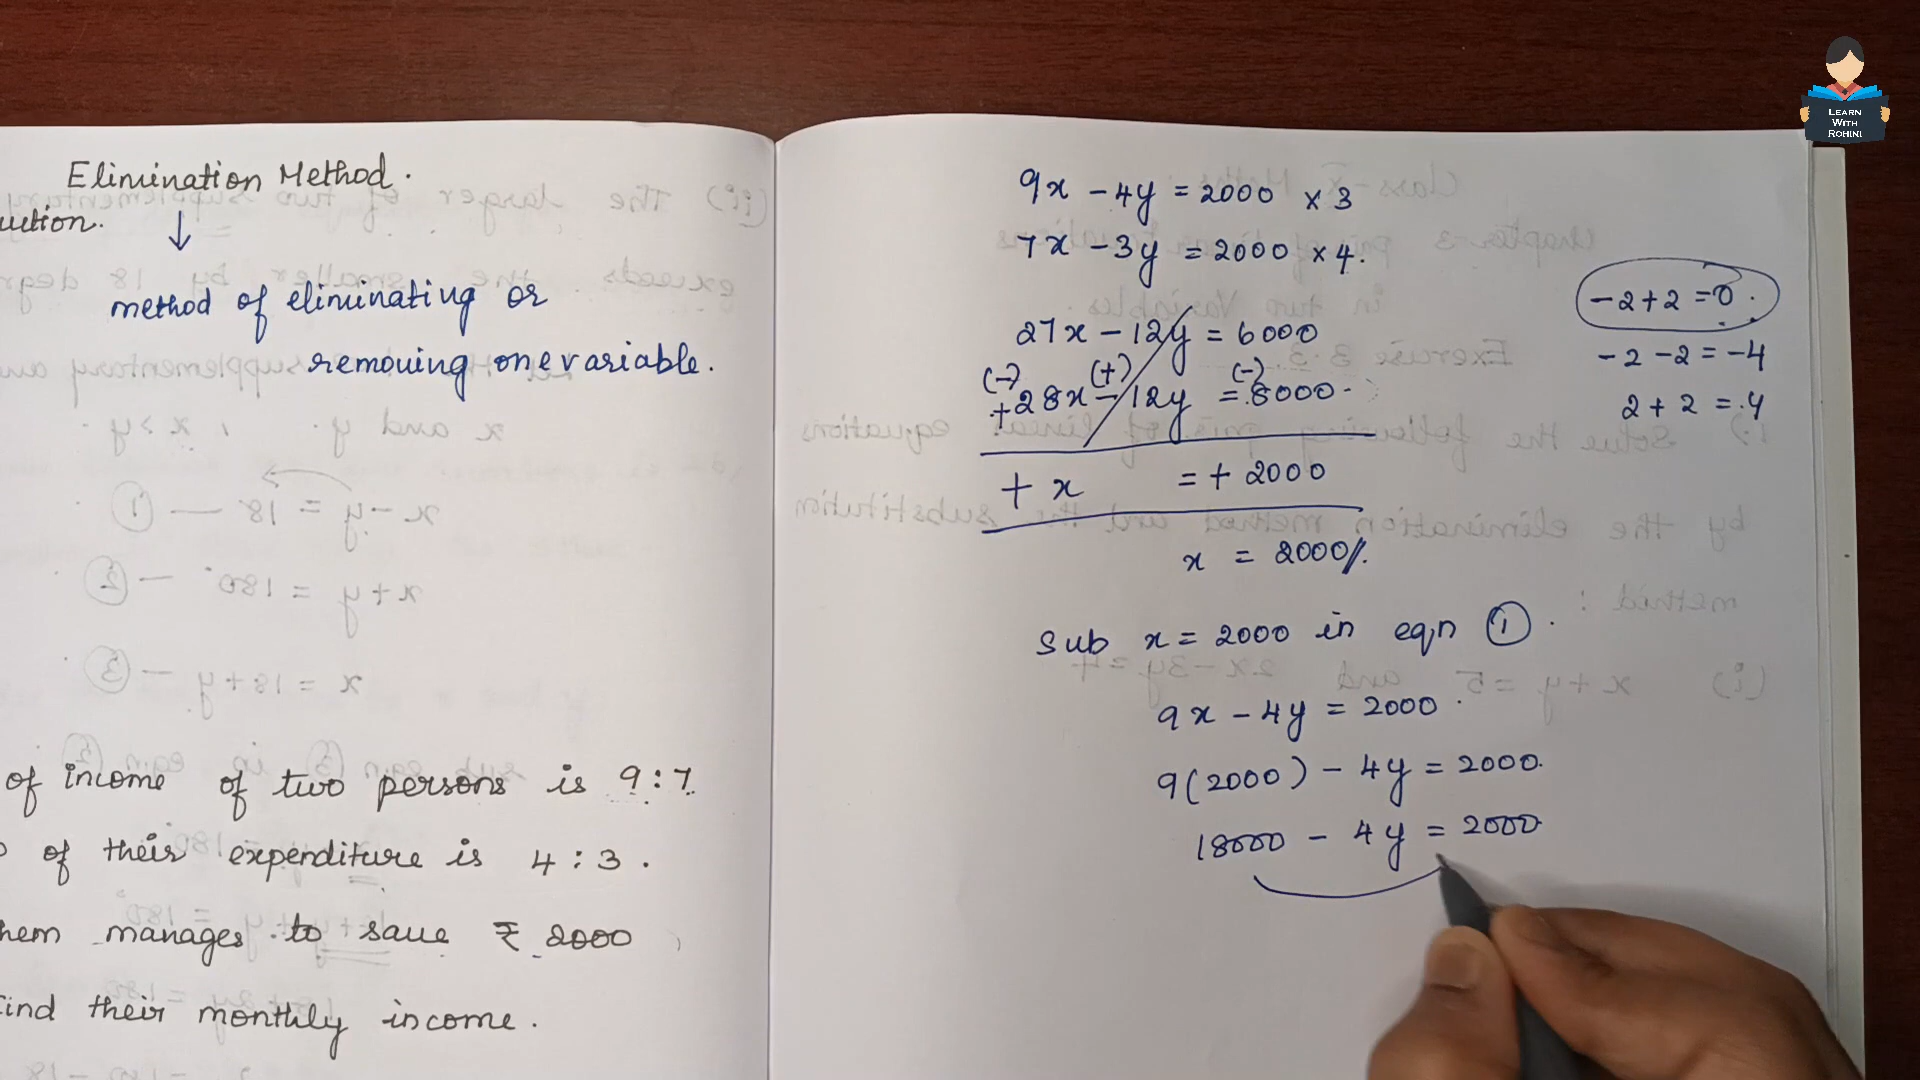 Elimination Method.
uction.
↓
method of eliminating or
removing one variable.
of income of two persons is 9:7
of their expenditure is 4:3.
hem manages to save ₹ 2000
find their monthly income.
9x - 4y = 2000 × 3
7x - 3y = 2000 × 4.
27x - 12y = 6000
(-) (+) (-)
+28x - 12y = 8000
+ x = + 2000
x = 2000//.
Sub x = 2000 in eqn ①.
9x - 4y = 2000
9(2000) - 4y = 2000.
18000 - 4y = 2000
-2+2 = 0.
-2-2 = -4
2+2 = 4
LEARN
WITH
ROHINI